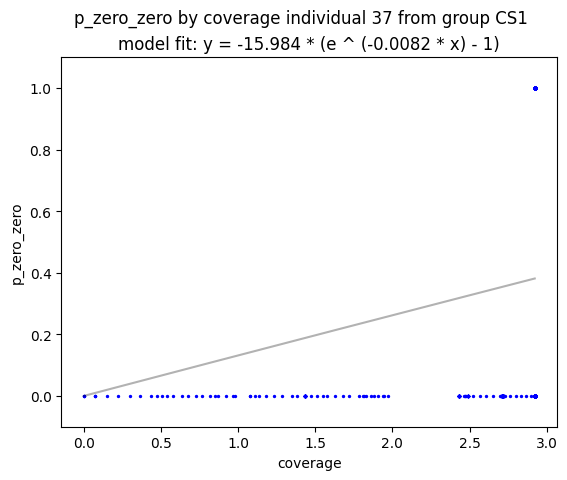 p_zero_zero by coverage individual 37 from group CS1
model fit: y = -15.984 * (e ^ (-0.0082 * x) - 1)
1.0
0.8
0.6
0.4
0.2
0.0
p_zero_zero
0.0 0.5 1.0 1.5 2.0 2.5 3.0
coverage